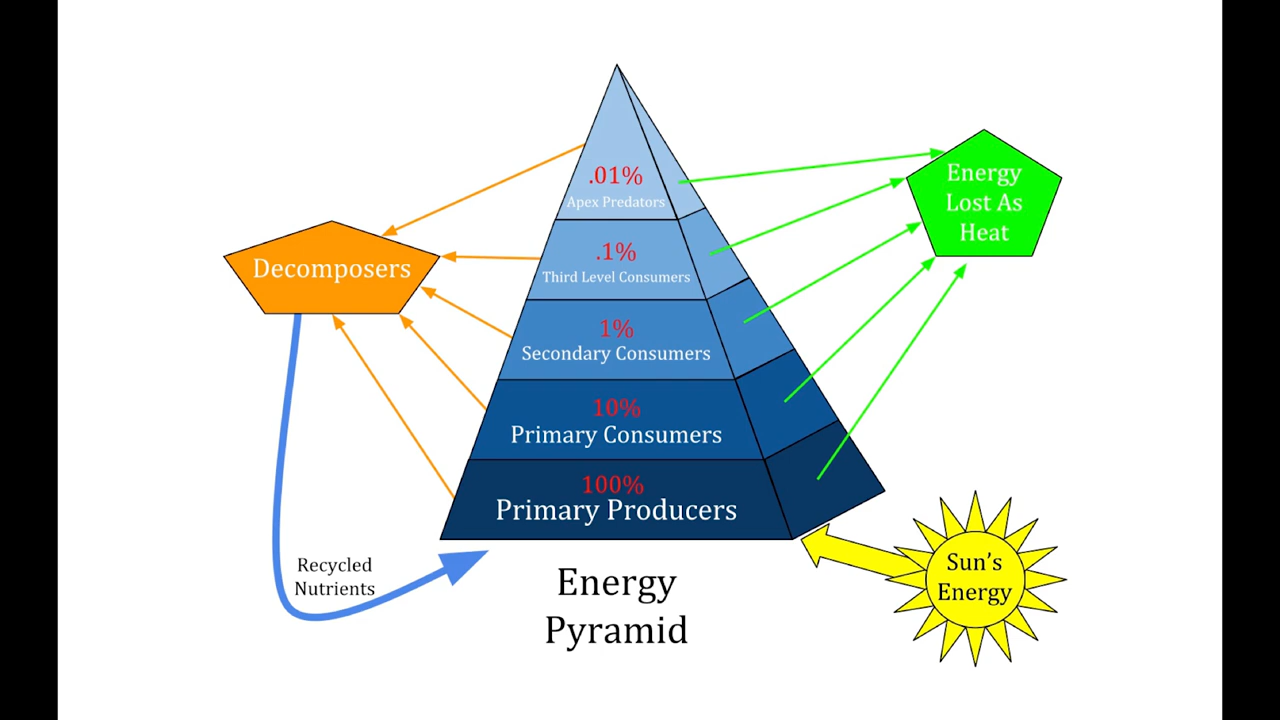 .01%
Apex Predators
.1%
Third Level Consumers
1%
Secondary Consumers
10%
Primary Consumers
100%
Primary Producers
Energy
Pyramid
Decomposers
Recycled
Nutrients
Energy
Lost As
Heat
Sun's
Energy